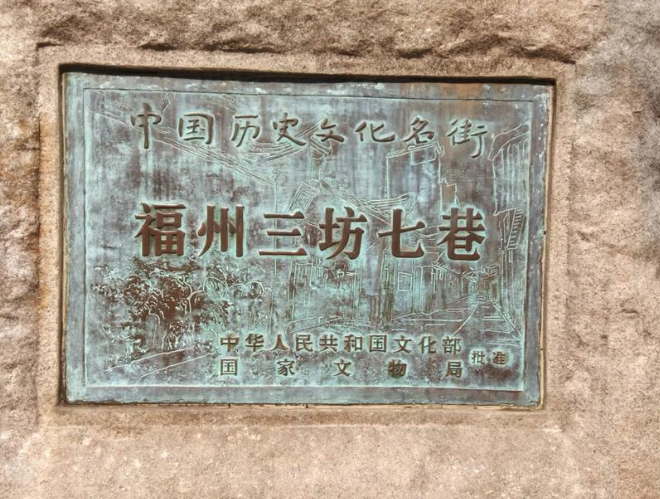 中国历史文化名街
福州三坊七巷
中华人民共和国文化部
国家文物局 批准